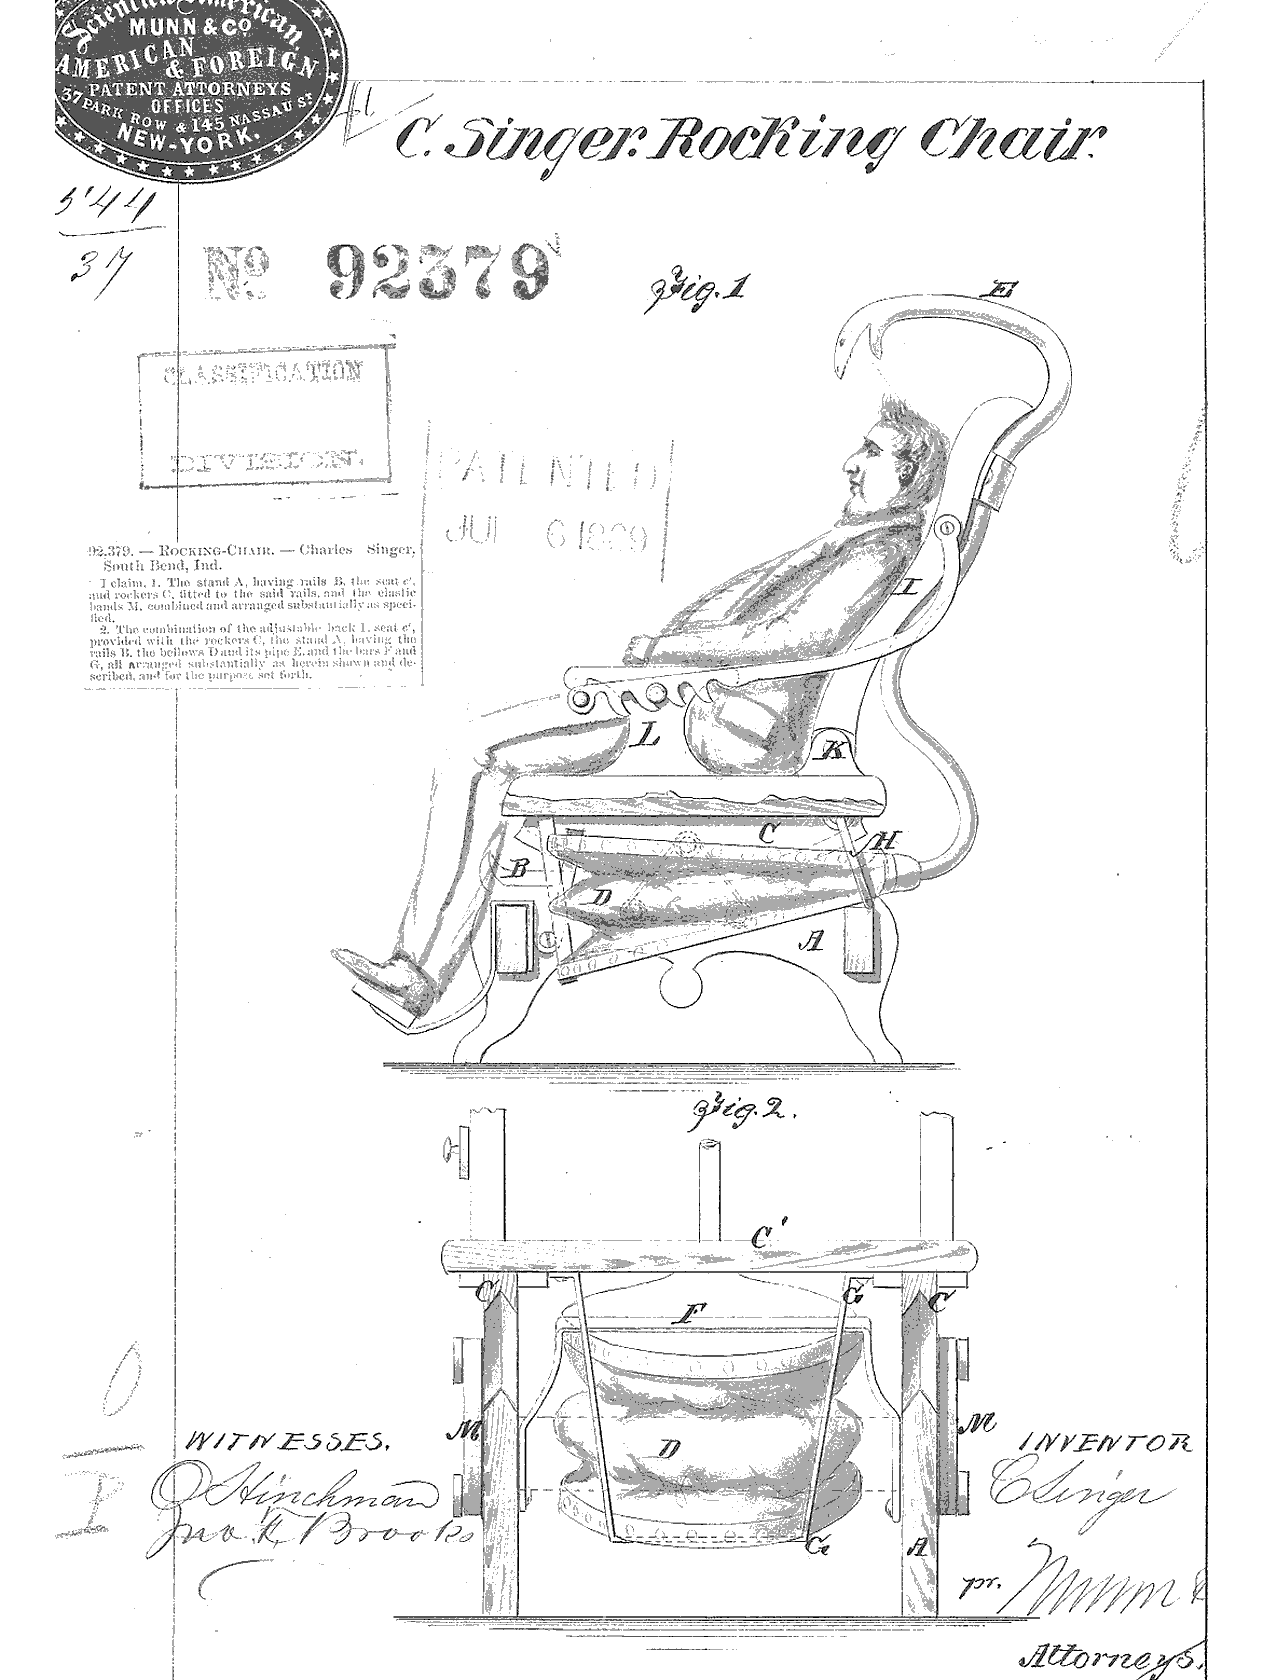 Scientific American.
MUNN & CO
AMERICAN
& FOREIGN
PATENT ATTORNEYS
OFFICES
37 PARK ROW & 145 NASSAU ST
NEW-YORK.
C. Singer. Rocking Chair.
544
37
No 92379
Fig. 1
E
CLASSIFICATION
DIVISION.
PATENTED
JUL 6 1869
92,379. — ROCKING-CHAIR. — Charles Singer,
South Bend, Ind.
I claim, 1. The stand A, having rails B, the seat c',
and rockers C, fitted to the said rails, and the elastic
bands M, combined and arranged substantially as speci-
fied.
2. The combination of the adjustable back I, seat c',
provided with the rockers C, the stand A, having the
rails B, the bellows D and its pipe E, and the bars F and
G, all arranged substantially as herein shown and de-
scribed, and for the purpose set forth.
I
L
K
C
H
B
D
A
Fig. 2.
C'
C
G
C
F
M
D
M
G
A
WITNESSES.
Hinchman
Jno. Brooks
INVENTOR
C Singer
pr. Munn &
Attorneys.